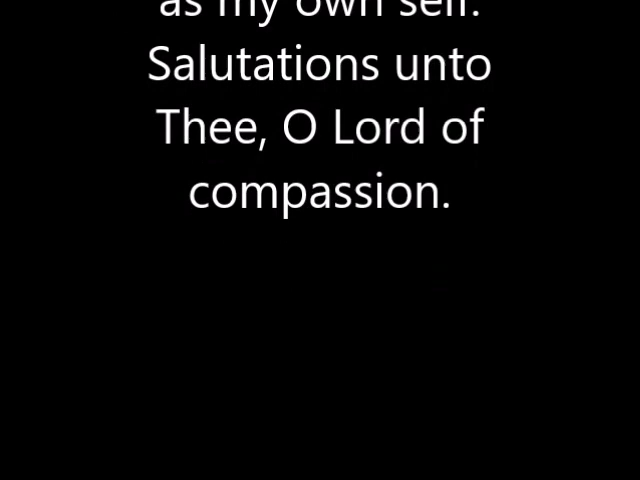 as my own self.
Salutations unto
Thee, O Lord of
compassion.